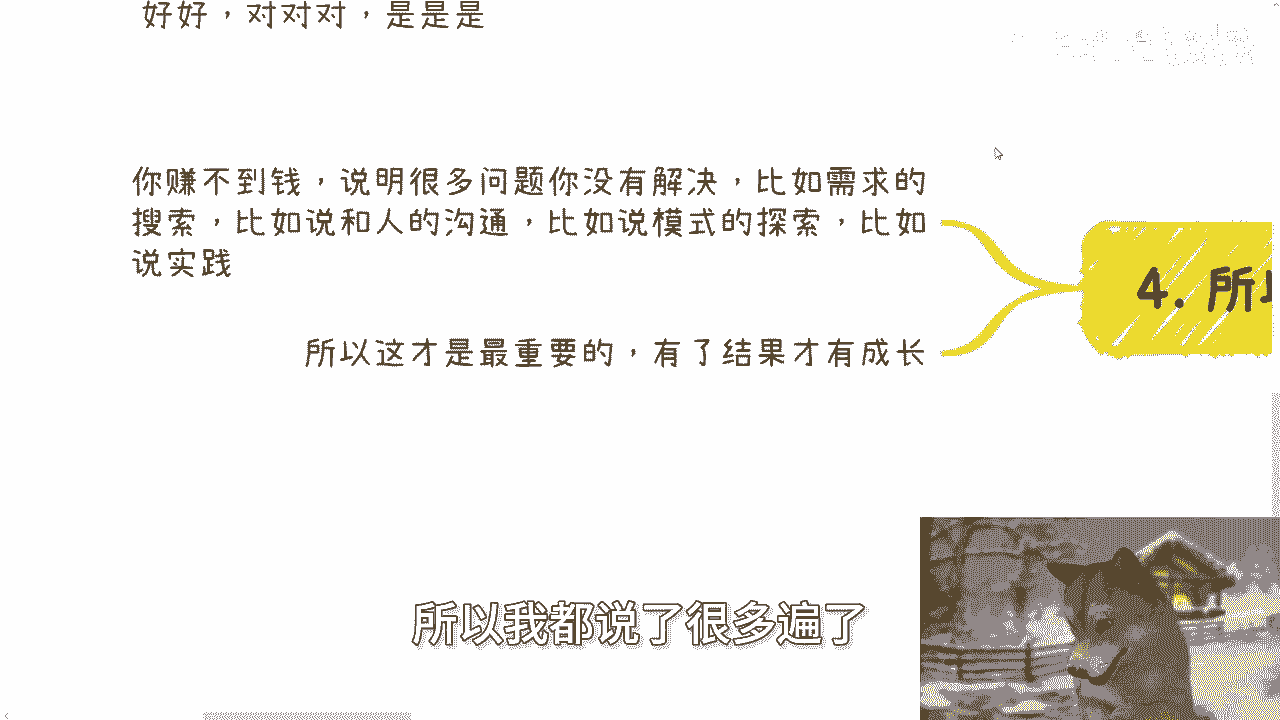 好好，对对对，是是是
你赚不到钱，说明很多问题你没有解决，比如需求的
搜索，比如说和人的沟通，比如说模式的探索，比如
说实践
4. 所
所以这才是最重要的，有了结果才有成长
所以我都说了很多遍了